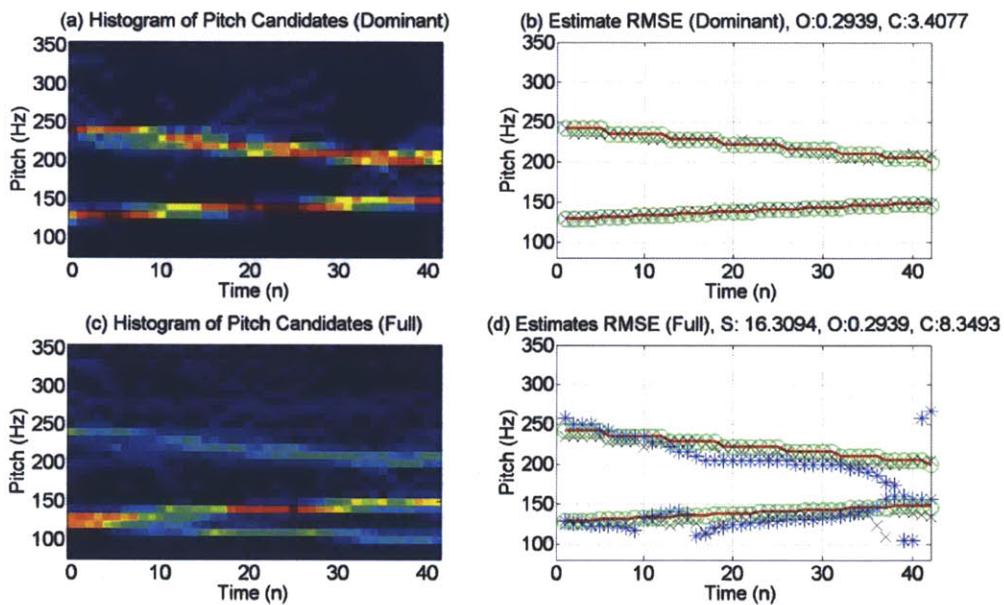 (a) Histogram of Pitch Candidates (Dominant)
350
300
250
200
150
100
Pitch (Hz)
0 10 20 30 40
Time (n)
(b) Estimate RMSE (Dominant), O:0.2939, C:3.4077
350
300
250
200
150
100
Pitch (Hz)
0 10 20 30 40
Time (n)
(c) Histogram of Pitch Candidates (Full)
350
300
250
200
150
100
Pitch (Hz)
0 10 20 30 40
Time (n)
(d) Estimates RMSE (Full), S: 16.3094, O:0.2939, C:8.3493
350
300
250
200
150
100
Pitch (Hz)
0 10 20 30 40
Time (n)